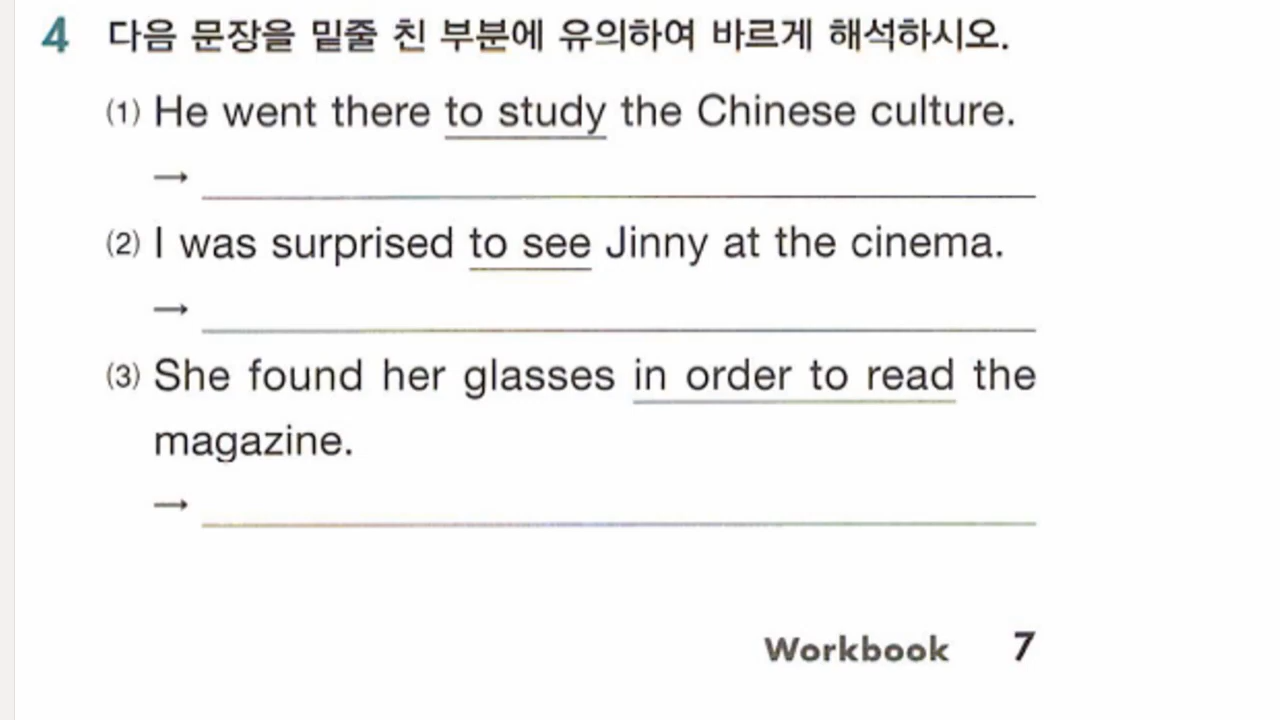 4 다음 문장을 밑줄 친 부분에 유의하여 바르게 해석하시오.
(1) He went there to study the Chinese culture.
→
(2) I was surprised to see Jinny at the cinema.
→
(3) She found her glasses in order to read the
magazine.
→
Workbook 7